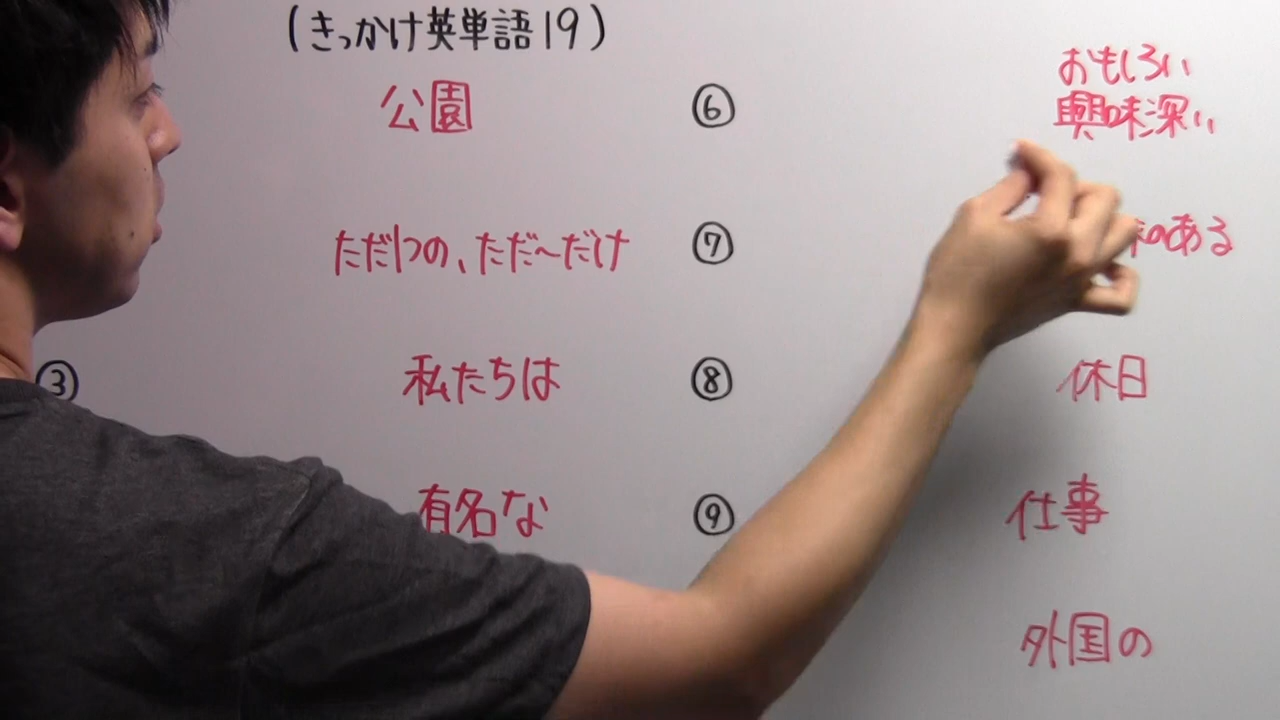 (きっかけ英単語19)
公園
⑥
おもしろい
興味深い
ただ1つの、ただ~だけ
⑦
のある
③
私たちは
⑧
休日
有名な
⑨
仕事
外国の